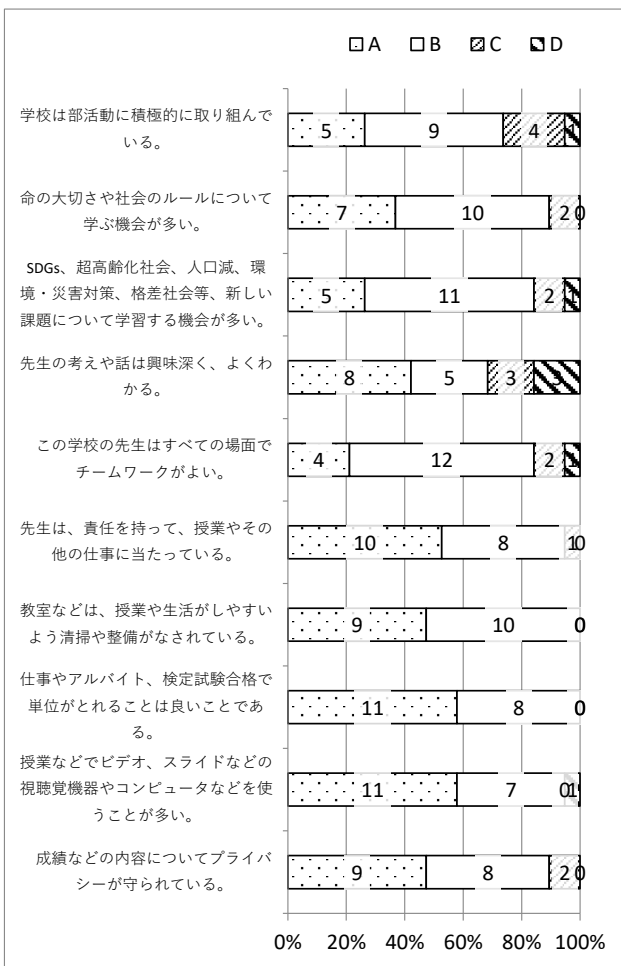 A B C D
学校は部活動に積極的に取り組んで
いる。
5 9 4 1
命の大切さや社会のルールについて
学ぶ機会が多い。
7 10 2 0
SDGs、超高齢化社会、人口減、環
境・災害対策、格差社会等、新しい
課題について学習する機会が多い。
5 11 2 1
先生の考えや話は興味深く、よくわ
かる。
8 5 3 3
この学校の先生はすべての場面で
チームワークがよい。
4 12 2 1
先生は、責任を持って、授業やその
他の仕事に当たっている。
10 8 1 0
教室などは、授業や生活がしやすい
よう清掃や整備がなされている。
9 10 0
仕事やアルバイト、検定試験合格で
単位がとれることは良いことであ
る。
11 8 0
授業などでビデオ、スライドなどの
視聴覚機器やコンピュータなどを使
うことが多い。
11 7 0 1
成績などの内容についてプライバ
シーが守られている。
9 8 2 0
0% 20% 40% 60% 80% 100%